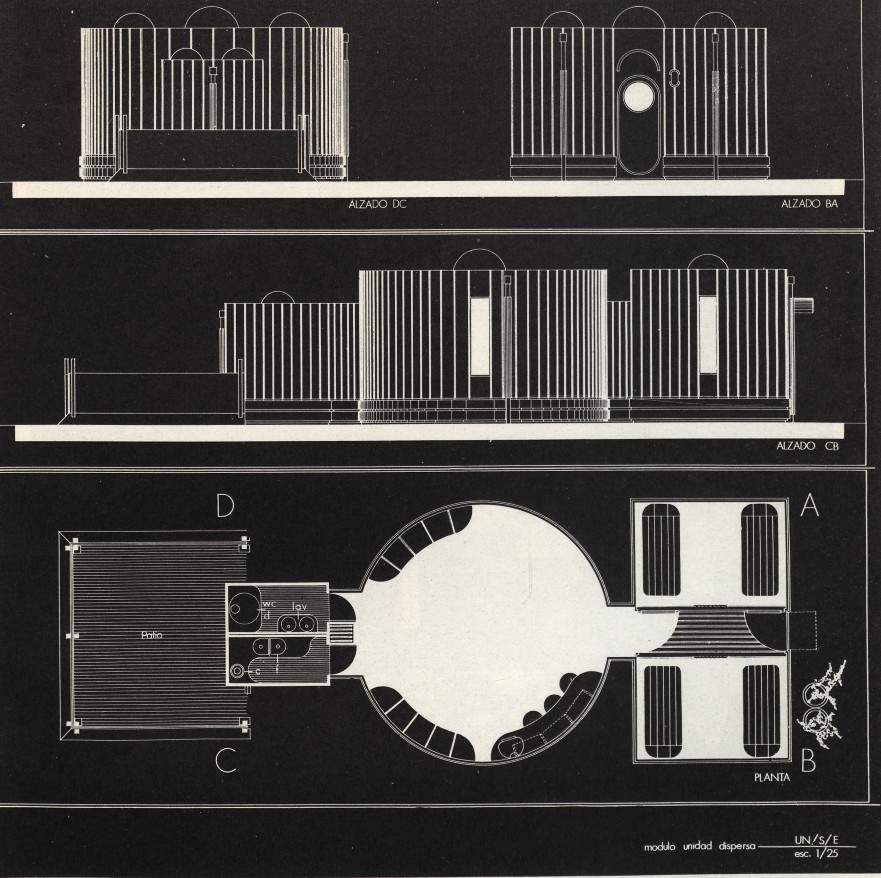 ALZADO DC
ALZADO BA
ALZADO CB
D
A
wc
d
lav
Patio
c
f
C
B
PLANTA
modulo unidad dispersa
UN/S/E
esc. 1/25